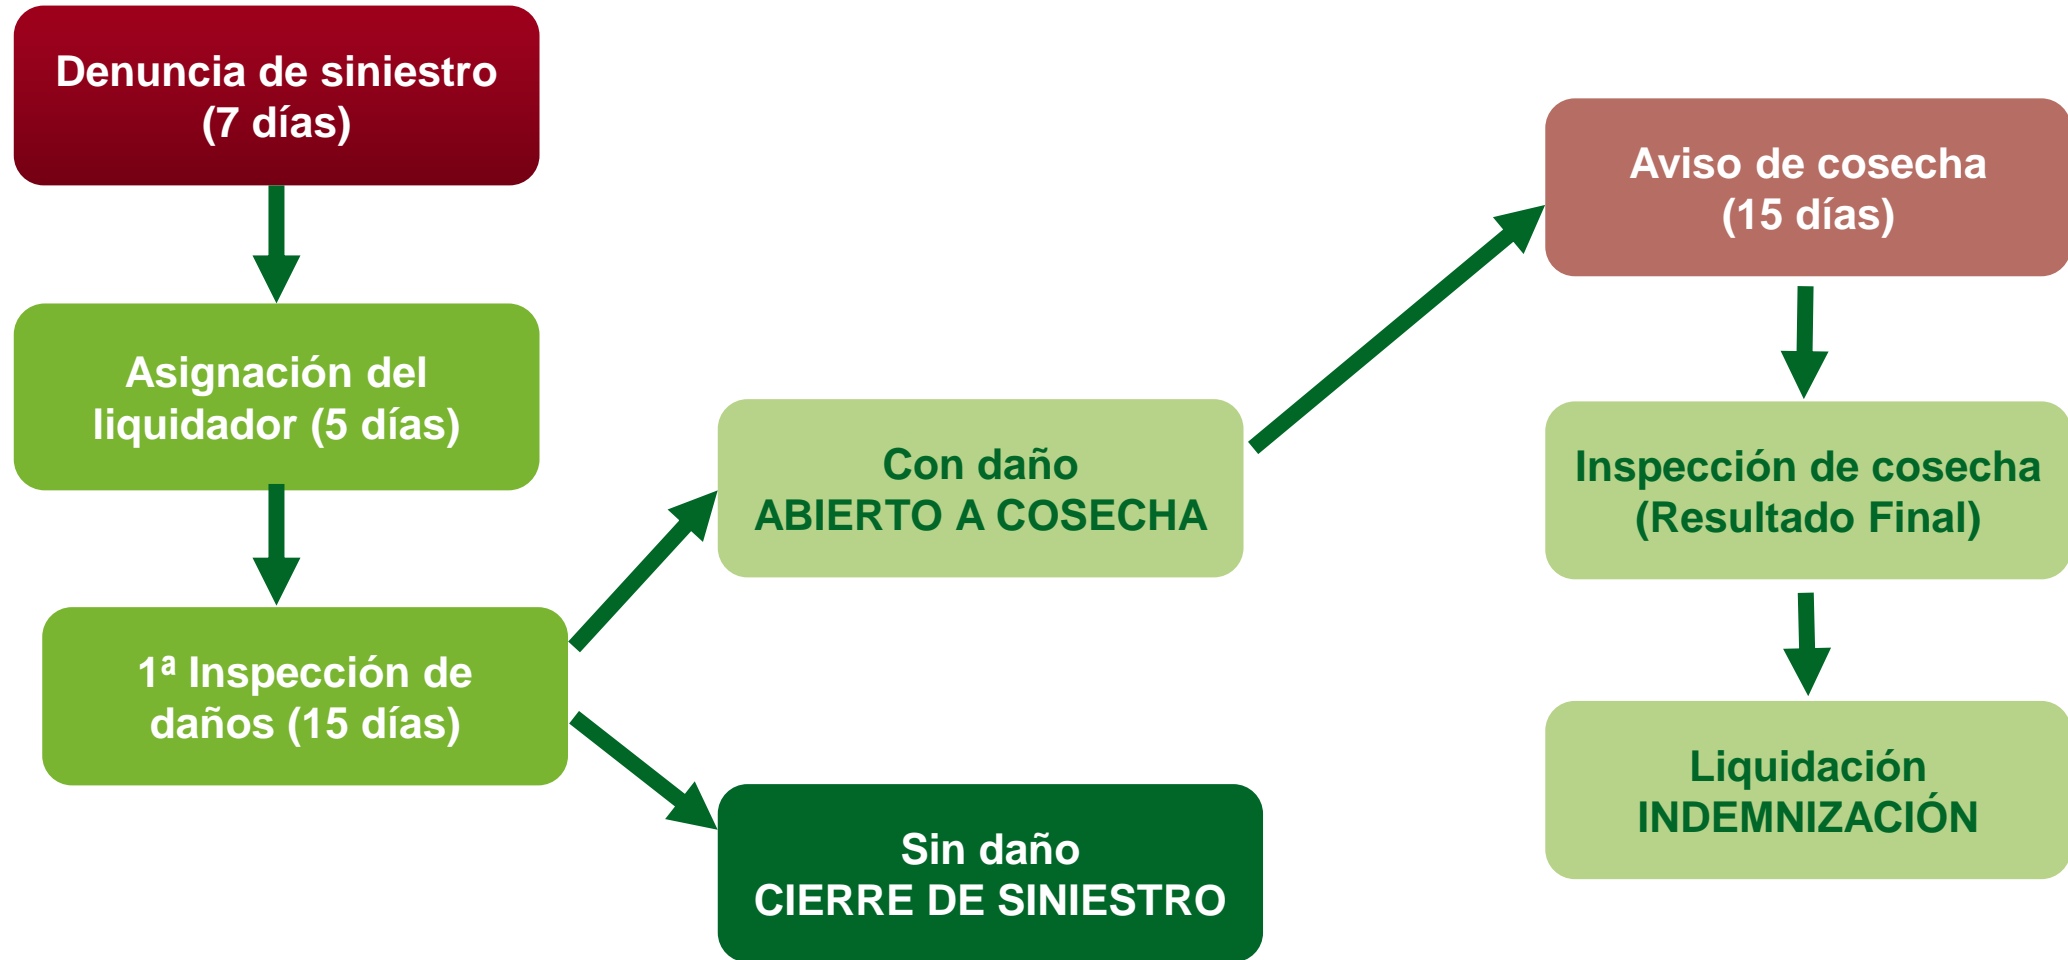 Denuncia de siniestro
(7 días)
Asignación del
liquidador (5 días)
1ª Inspección de
daños (15 días)
Con daño
ABIERTO A COSECHA
Sin daño
CIERRE DE SINIESTRO
Aviso de cosecha
(15 días)
Inspección de cosecha
(Resultado Final)
Liquidación
INDEMNIZACIÓN